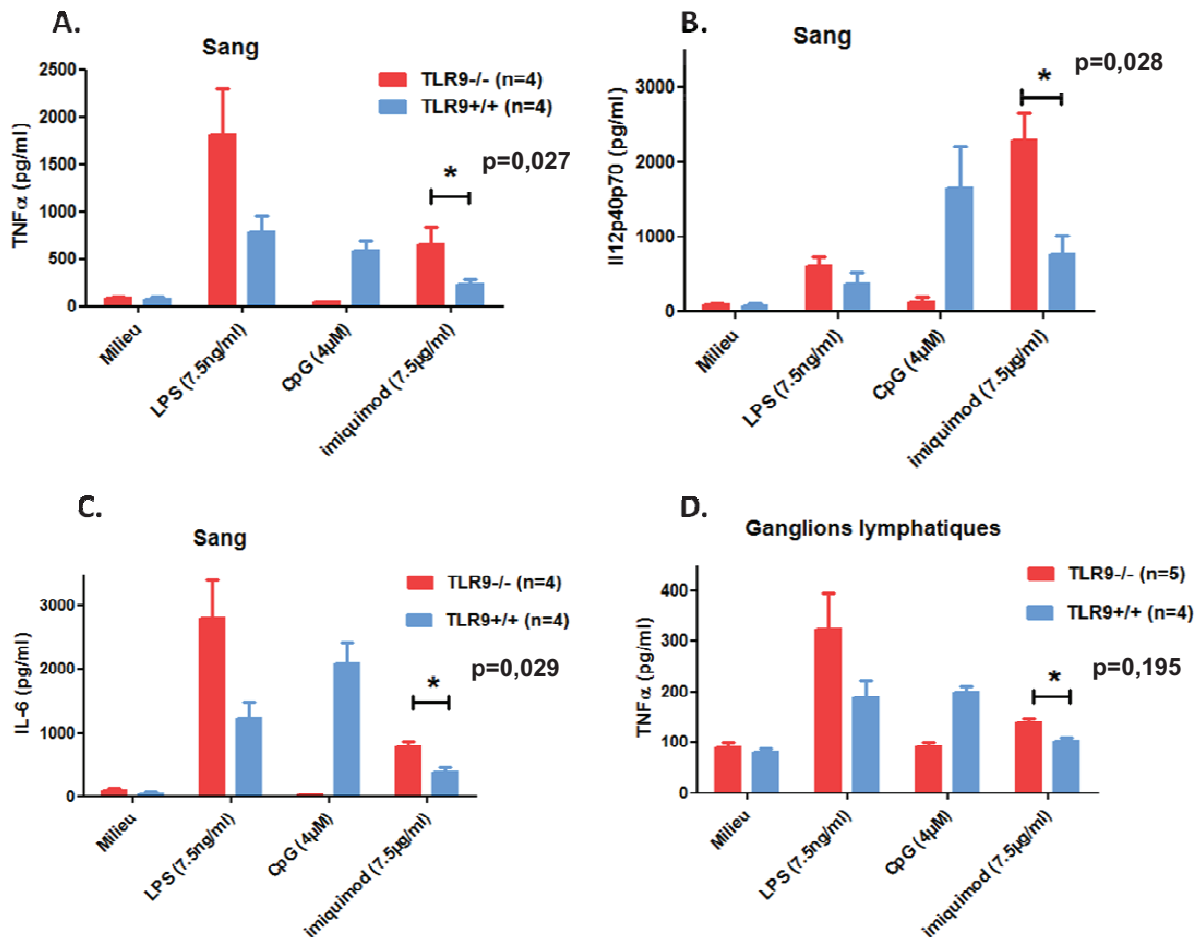 A.
Sang
TNFα (pg/ml)
2500
2000
1500
1000
500
0
TLR9-/- (n=4)
TLR9+/+ (n=4)
*
p=0,027
Milieu
LPS (7.5ng/ml)
CpG (4µM)
imiquimod (7.5µg/ml)
B.
Sang
Il12p40p70 (pg/ml)
3000
2000
1000
0
*
p=0,028
Milieu
LPS (7.5ng/ml)
CpG (4µM)
imiquimod (7.5µg/ml)
C.
Sang
IL-6 (pg/ml)
3000
2000
1000
0
TLR9-/- (n=4)
TLR9+/+ (n=4)
*
p=0,029
Milieu
LPS (7.5ng/ml)
CpG (4µM)
imiquimod (7.5µg/ml)
D.
Ganglions lymphatiques
TNFα (pg/ml)
400
300
200
100
0
TLR9-/- (n=5)
TLR9+/+ (n=4)
*
p=0,195
Milieu
LPS (7.5ng/ml)
CpG (4µM)
imiquimod (7.5µg/ml)